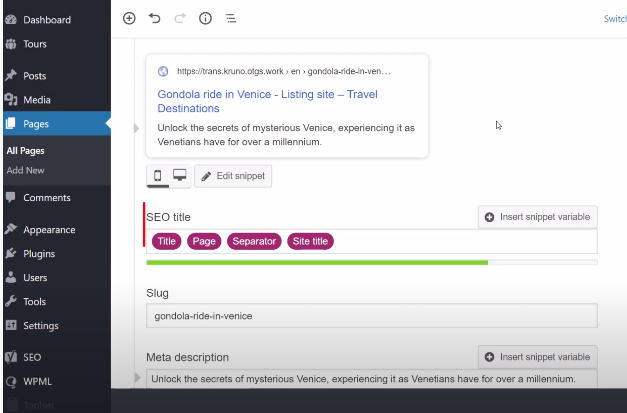 Dashboard
Tours
Posts
Media
Pages
All Pages
Add New
Comments
Appearance
Plugins
Users
Tools
Settings
SEO
WPML
Toolset
Switch
https://trans.kruno.otgs.work › en › gondola-ride-in-ven…
Gondola ride in Venice - Listing site – Travel
Destinations
Unlock the secrets of mysterious Venice, experiencing it as
Venetians have for over a millennium.
Edit snippet
SEO title
Insert snippet variable
Title Page Separator Site title
Slug
gondola-ride-in-venice
Meta description
Insert snippet variable
Unlock the secrets of mysterious Venice, experiencing it as Venetians have for over a millennium.